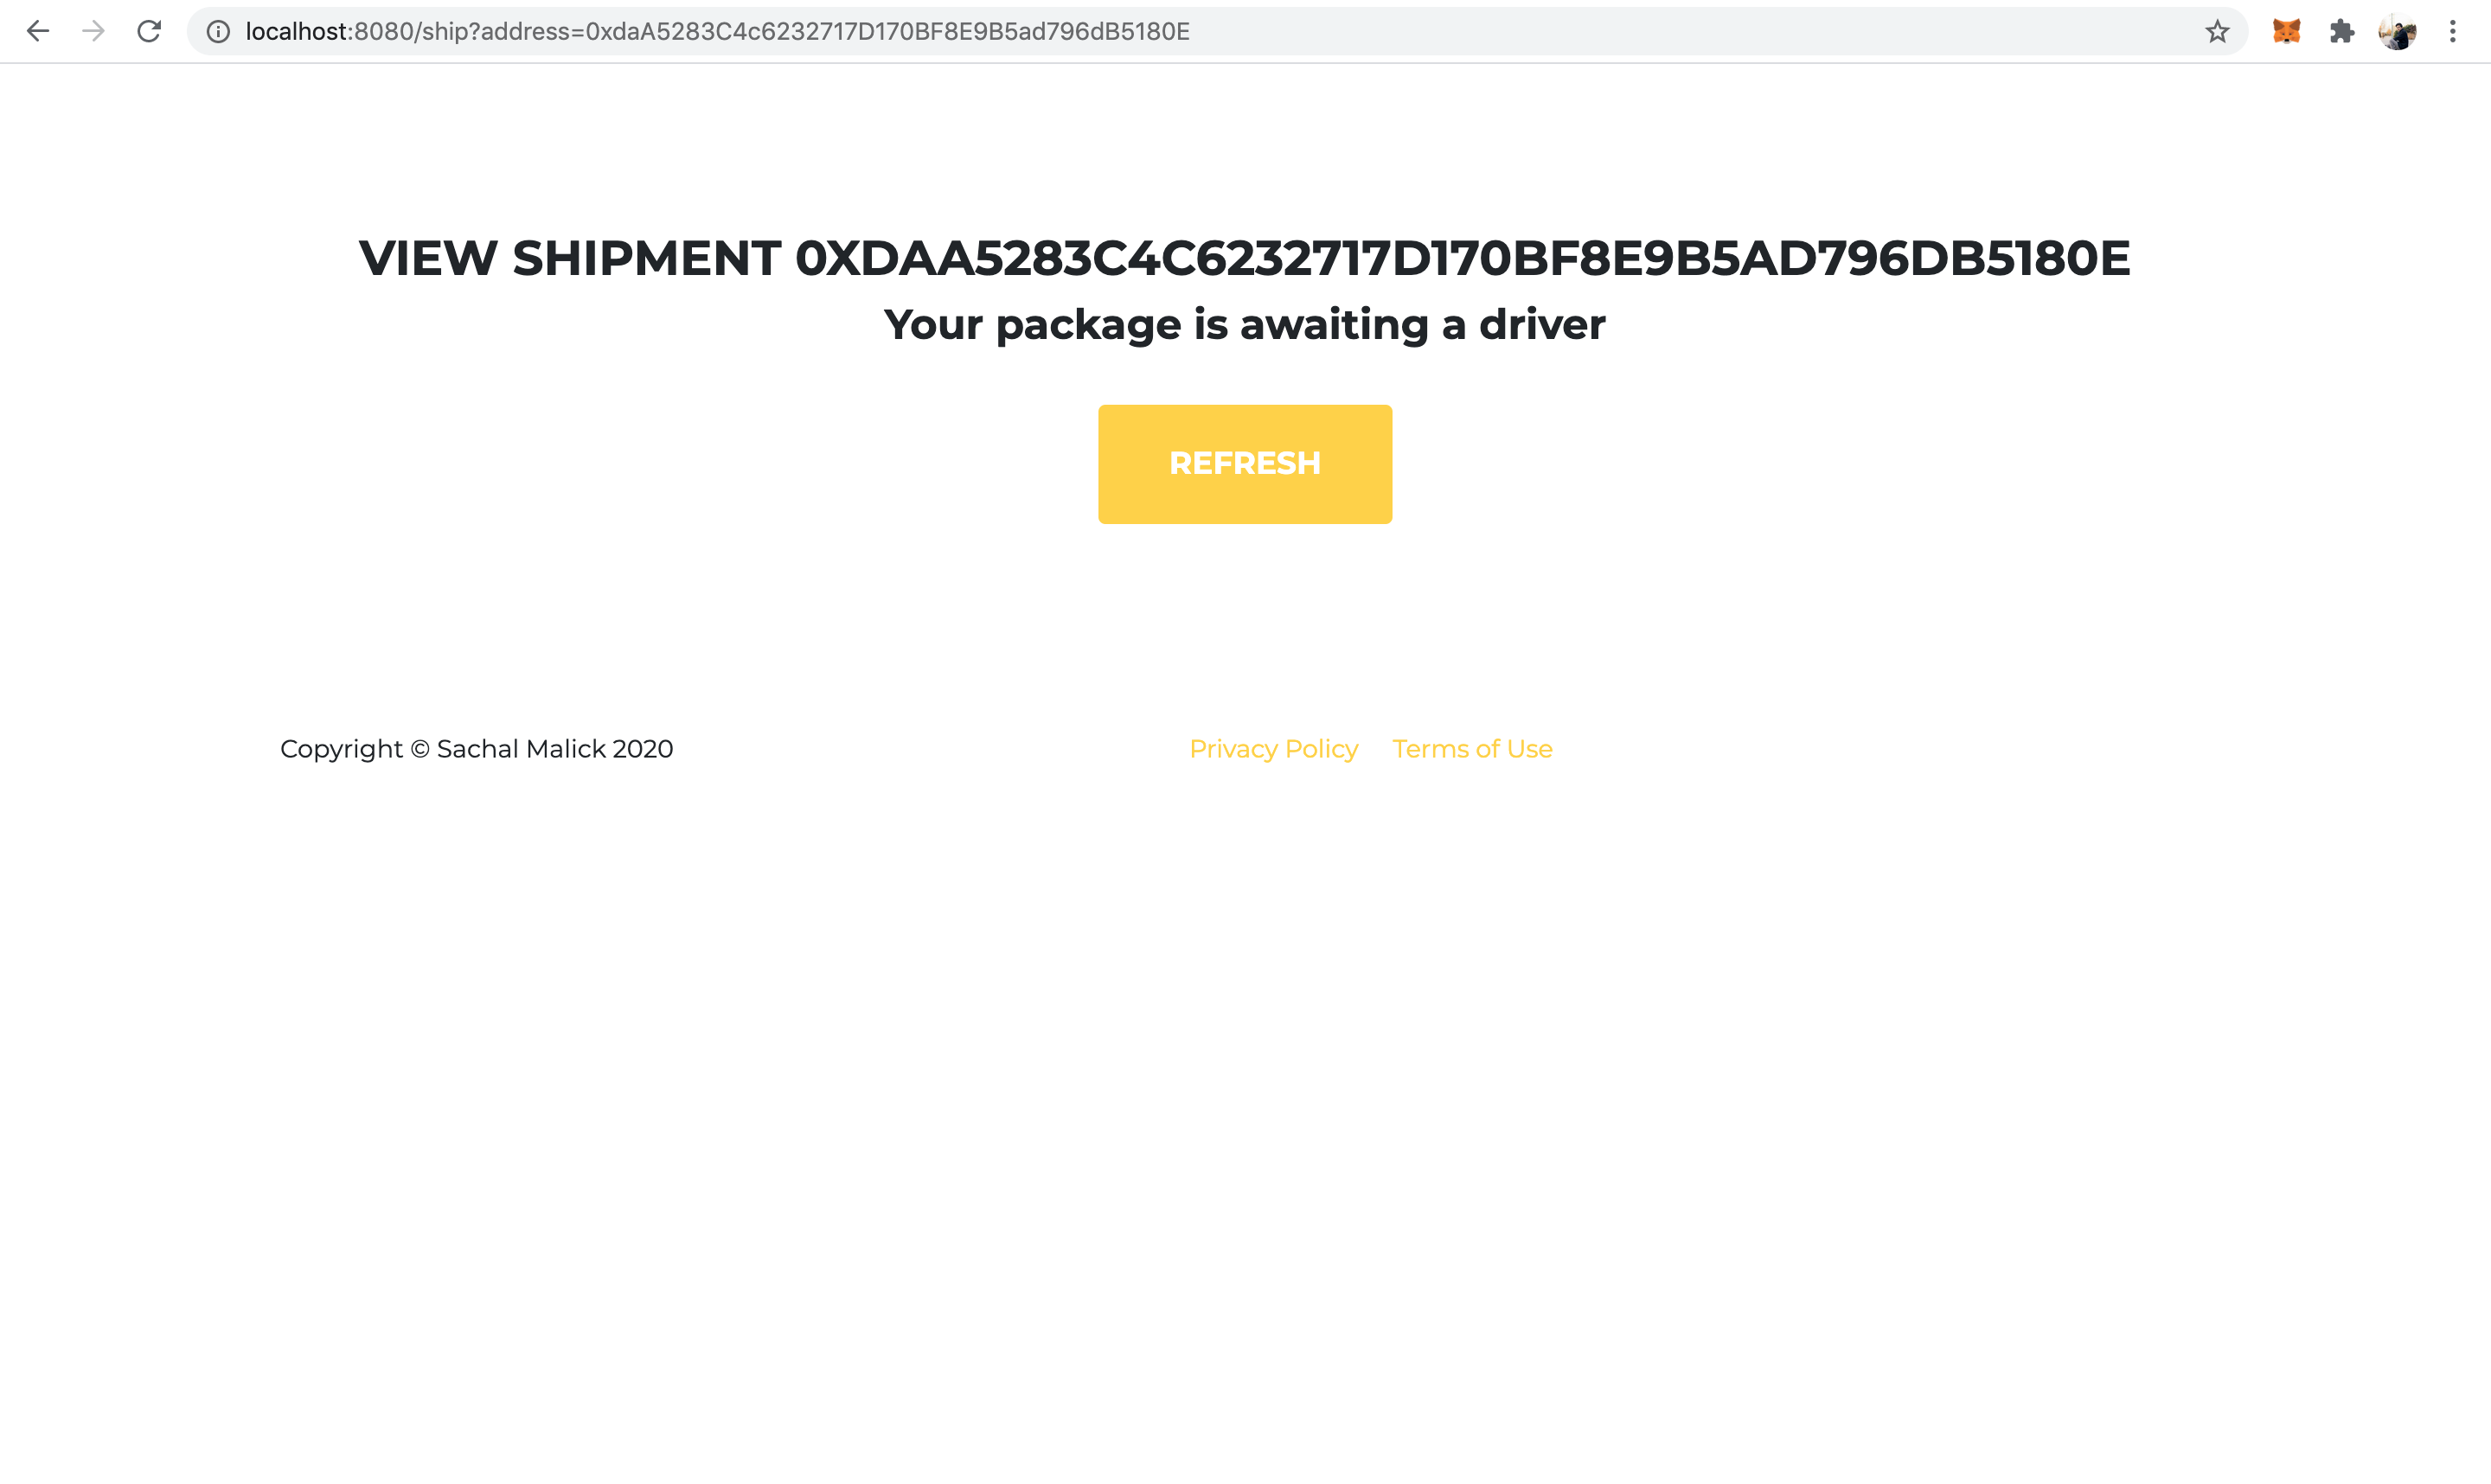 localhost:8080/ship?address=0xdaA5283C4c6232717D170BF8E9B5ad796dB5180E
VIEW SHIPMENT 0XDAA5283C4C6232717D170BF8E9B5AD796DB5180E
Your package is awaiting a driver
REFRESH
Copyright © Sachal Malick 2020
Privacy Policy Terms of Use